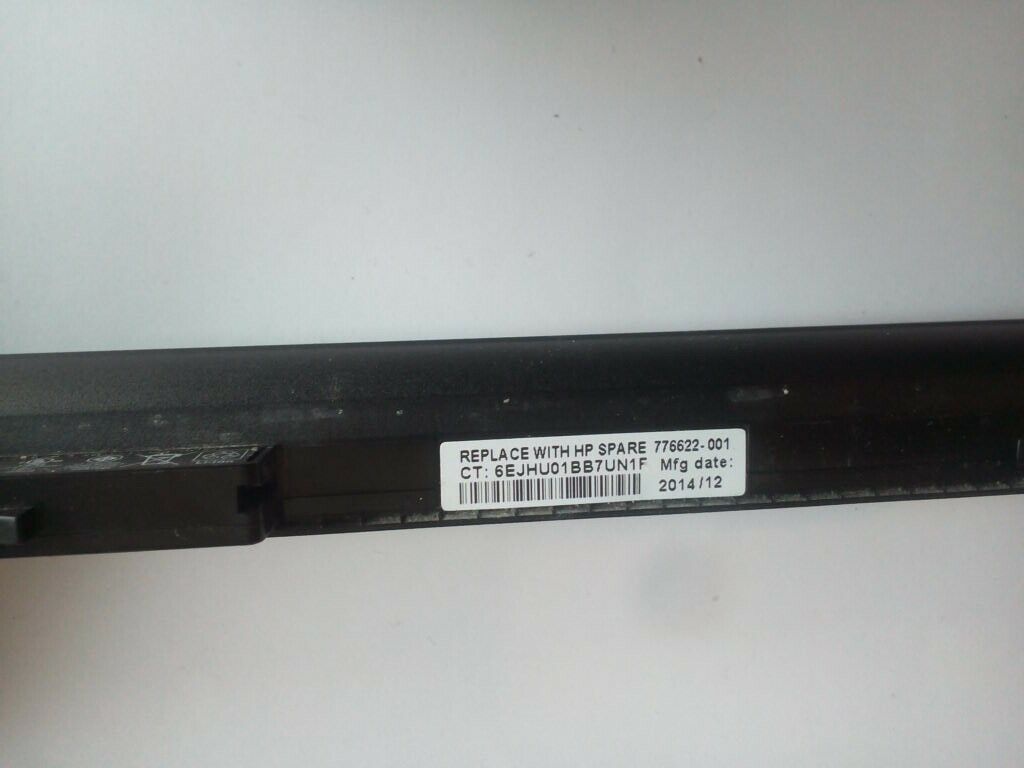 REPLACE WITH HP SPARE 776622-001
CT: 6EJHU01BB7UN1F Mfg date:
2014/12